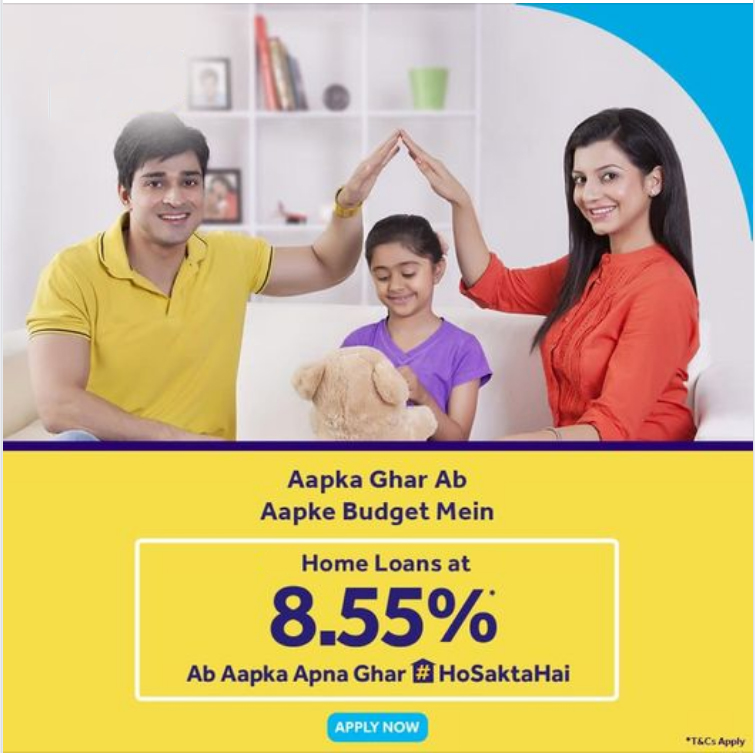 Aapka Ghar Ab
Aapke Budget Mein
Home Loans at
8.55%*
Ab Aapka Apna Ghar #HoSaktaHai
APPLY NOW
*T&Cs Apply